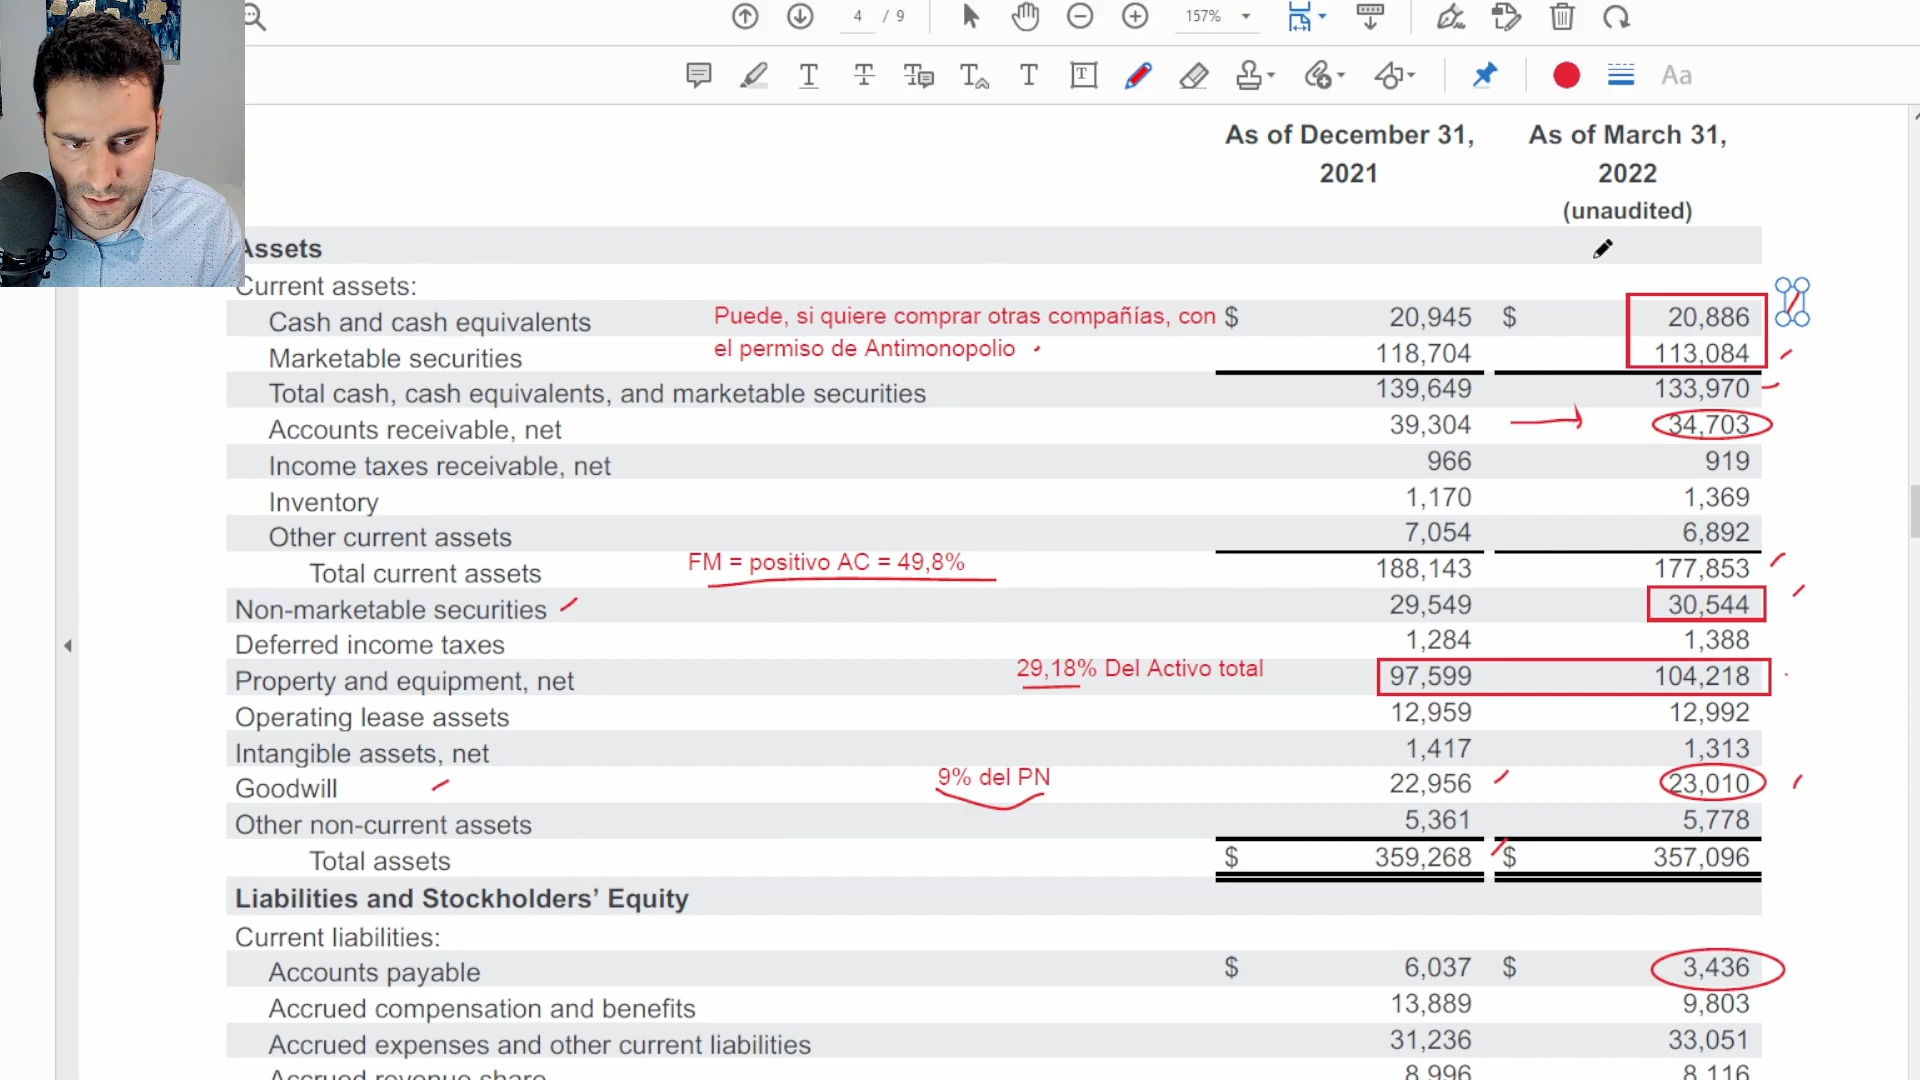 4 / 9 157%
Aa
As of December 31, As of March 31,
2021 2022
(unaudited)
Assets
Current assets:
Cash and cash equivalents Puede, si quiere comprar otras compañías, con $ 20,945 $ 20,886
Marketable securities el permiso de Antimonopolio 118,704 113,084
Total cash, cash equivalents, and marketable securities 139,649 133,970
Accounts receivable, net 39,304 34,703
Income taxes receivable, net 966 919
Inventory 1,170 1,369
Other current assets 7,054 6,892
Total current assets FM = positivo AC = 49,8% 188,143 177,853
Non-marketable securities 29,549 30,544
Deferred income taxes 1,284 1,388
Property and equipment, net 29,18% Del Activo total 97,599 104,218
Operating lease assets 12,959 12,992
Intangible assets, net 1,417 1,313
Goodwill 9% del PN 22,956 23,010
Other non-current assets 5,361 5,778
Total assets $ 359,268 $ 357,096
Liabilities and Stockholders’ Equity
Current liabilities:
Accounts payable $ 6,037 $ 3,436
Accrued compensation and benefits 13,889 9,803
Accrued expenses and other current liabilities 31,236 33,051
Accrued revenue share 8,996 8,116